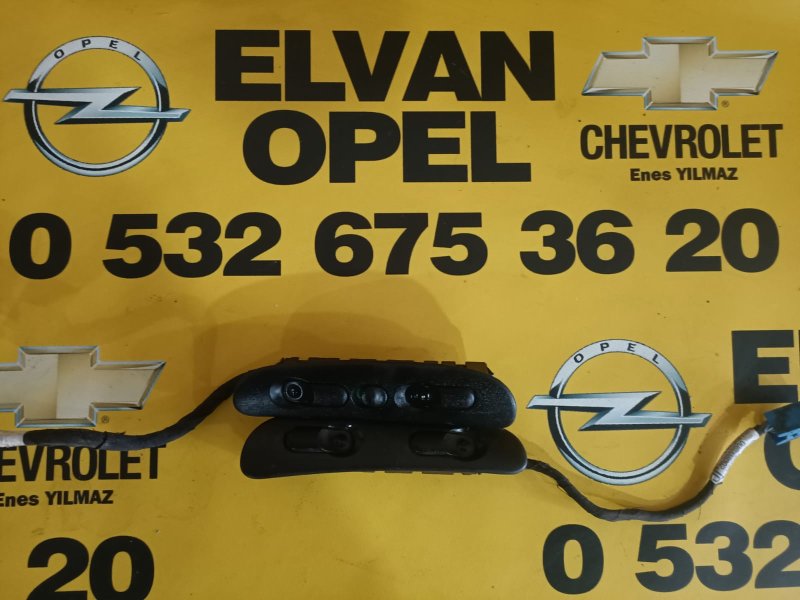 OPEL
ELVAN
OPEL
CHEVROLET
Enes YILMAZ
0 532 675 36 20
OPEL
EVROLET
Enes YILMAZ
20
0 532